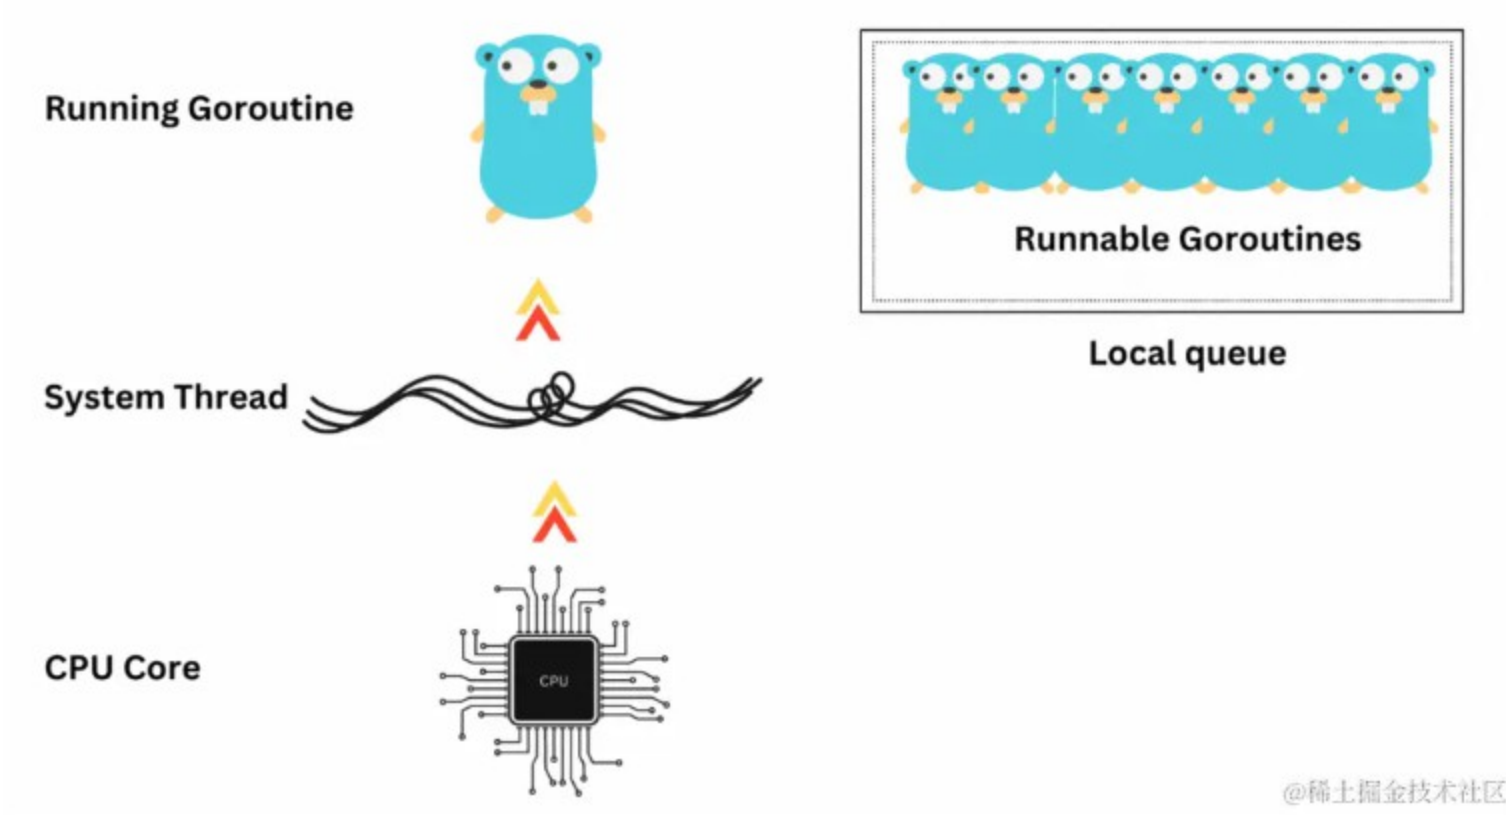 Running Goroutine
Runnable Goroutines
Local queue
System Thread
CPU Core
CPU
@稀土掘金技术社区